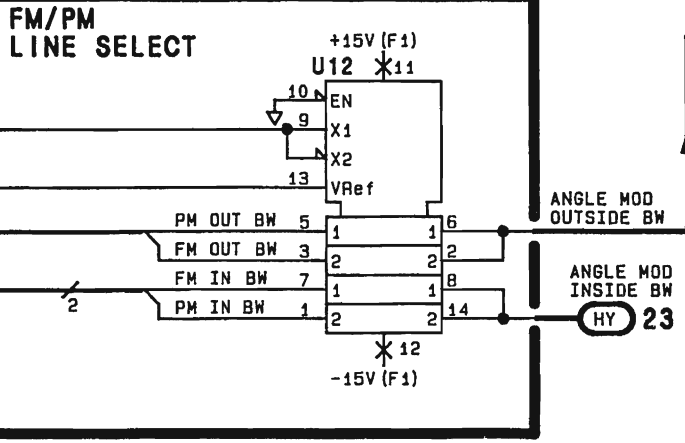 FM/PM
LINE SELECT
+15V (F1)
U12
11
10
EN
9
X1
X2
13
VRef
PM OUT BW 5 1 1 6
FM OUT BW 3 2 2 2
FM IN BW 7 1 1 8
PM IN BW 1 2 2 14
2
12
-15V (F1)
ANGLE MOD
OUTSIDE BW
ANGLE MOD
INSIDE BW
HY 23